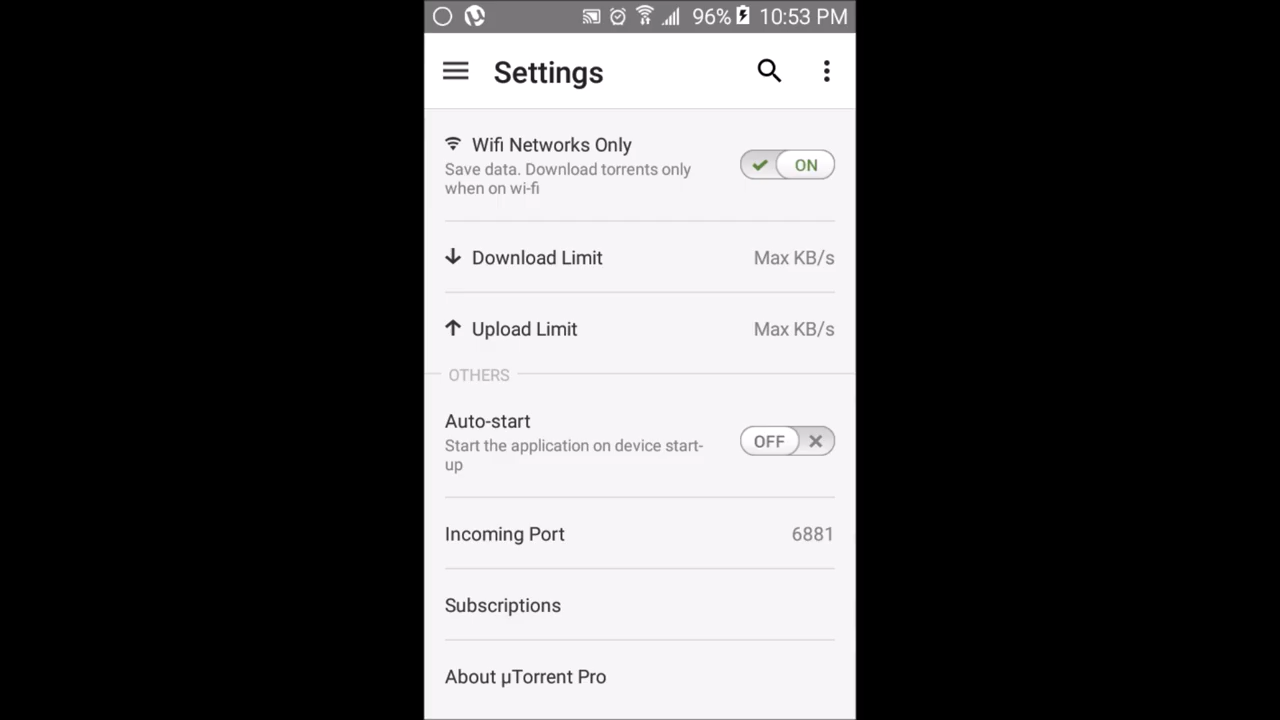 96% 10:53 PM
Settings
Wifi Networks Only
Save data. Download torrents only
when on wi-fi
ON
Download Limit Max KB/s
Upload Limit Max KB/s
OTHERS
Auto-start
Start the application on device start-
up
OFF
Incoming Port 6881
Subscriptions
About µTorrent Pro